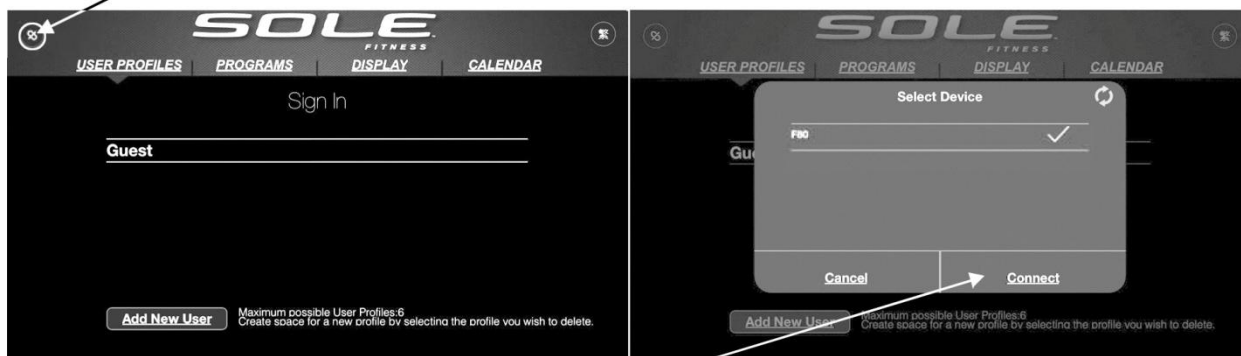 SOLE
FITNESS
USER PROFILES PROGRAMS DISPLAY CALENDAR
Sign In
Guest
Add New User
Maximum possible User Profiles:6
Create space for a new profile by selecting the profile you wish to delete.
SOLE
FITNESS
USER PROFILES PROGRAMS DISPLAY CALENDAR
Select Device
F80
Gu
Cancel Connect
Add New User
Maximum possible User Profiles:6
Create space for a new profile by selecting the profile you wish to delete.